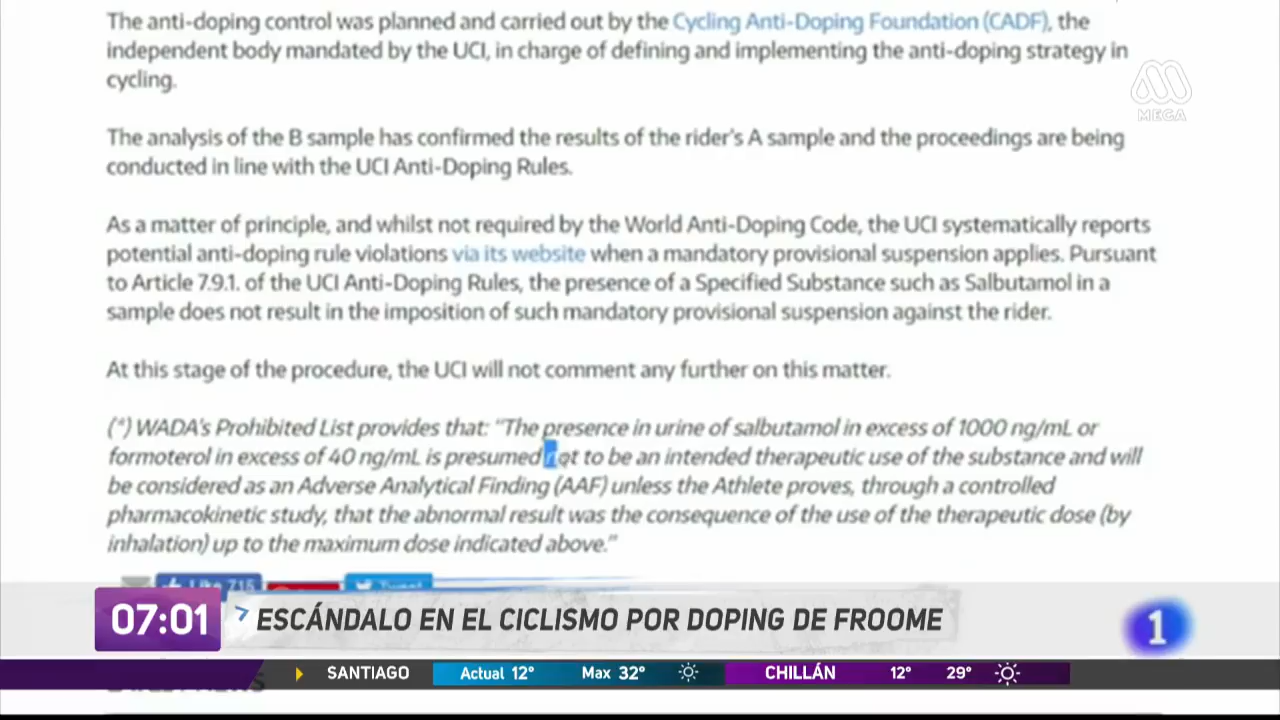 The anti-doping control was planned and carried out by the Cycling Anti-Doping Foundation (CADF), the
independent body mandated by the UCI, in charge of defining and implementing the anti-doping strategy in
cycling.
MEGA
The analysis of the B sample has confirmed the results of the rider's A sample and the proceedings are being
conducted in line with the UCI Anti-Doping Rules.
As a matter of principle, and whilst not required by the World Anti-Doping Code, the UCI systematically reports
potential anti-doping rule violations via its website when a mandatory provisional suspension applies. Pursuant
to Article 7.9.1. of the UCI Anti-Doping Rules, the presence of a Specified Substance such as Salbutamol in a
sample does not result in the imposition of such mandatory provisional suspension against the rider.
At this stage of the procedure, the UCI will not comment any further on this matter.
(*) WADA's Prohibited List provides that: "The presence in urine of salbutamol in excess of 1000 ng/mL or
formoterol in excess of 40 ng/mL is presumed not to be an intended therapeutic use of the substance and will
be considered as an Adverse Analytical Finding (AAF) unless the Athlete proves, through a controlled
pharmacokinetic study, that the abnormal result was the consequence of the use of the therapeutic dose (by
inhalation) up to the maximum dose indicated above."
Like 715 Tweet
07:01 ESCÁNDALO EN EL CICLISMO POR DOPING DE FROOME
1
SANTIAGO Actual 12° Max 32° CHILLÁN 12° 29°